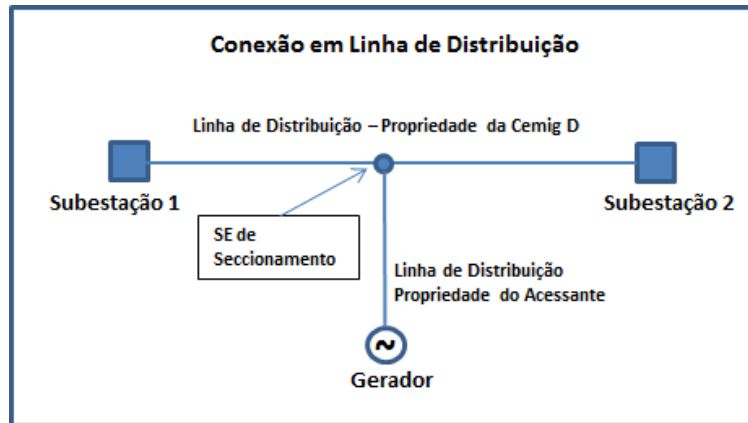 Conexão em Linha de Distribuição
Linha de Distribuição – Propriedade da Cemig D
Subestação 1
Subestação 2
SE de
Seccionamento
Linha de Distribuição
Propriedade do Acessante
~
Gerador